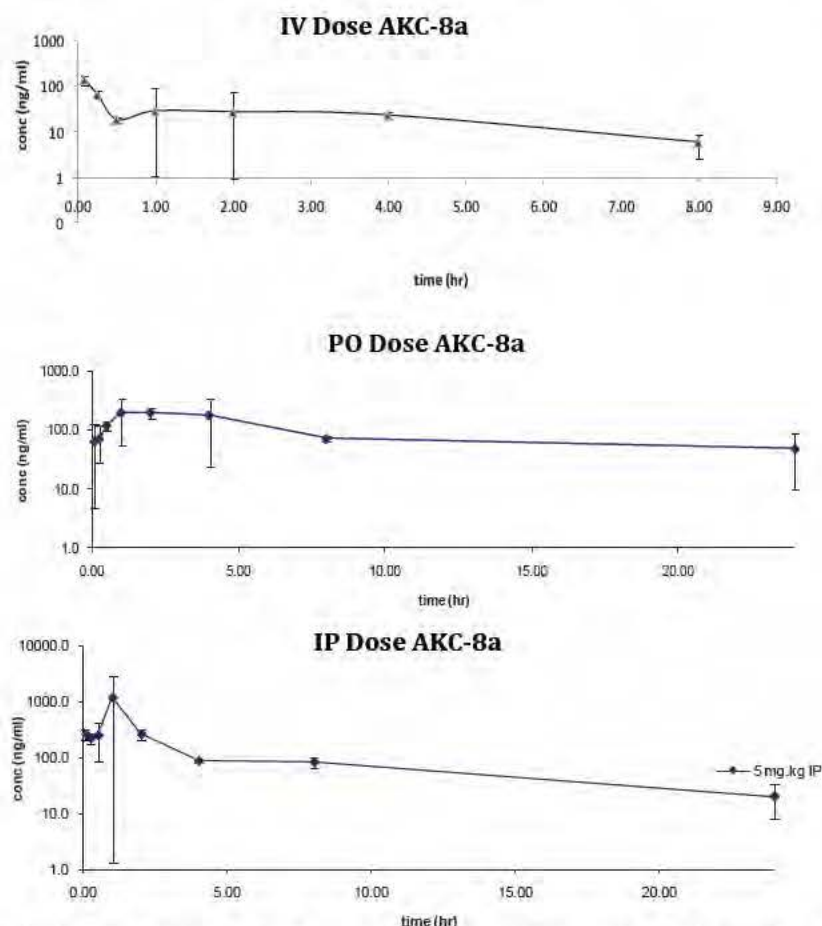 IV Dose AKC-8a
1000
100
10
1
0
conc (ng/ml)
0.00 1.00 2.00 3.00 4.00 5.00 6.00 7.00 8.00 9.00
time (hr)
PO Dose AKC-8a
1000.0
100.0
10.0
1.0
conc (ng/ml)
0.00 5.00 10.00 15.00 20.00
time (hr)
IP Dose AKC-8a
10000.0
1000.0
100.0
10.0
1.0
conc (ng/ml)
5mg.kg IP
0.00 5.00 10.00 15.00 20.00
time (hr)